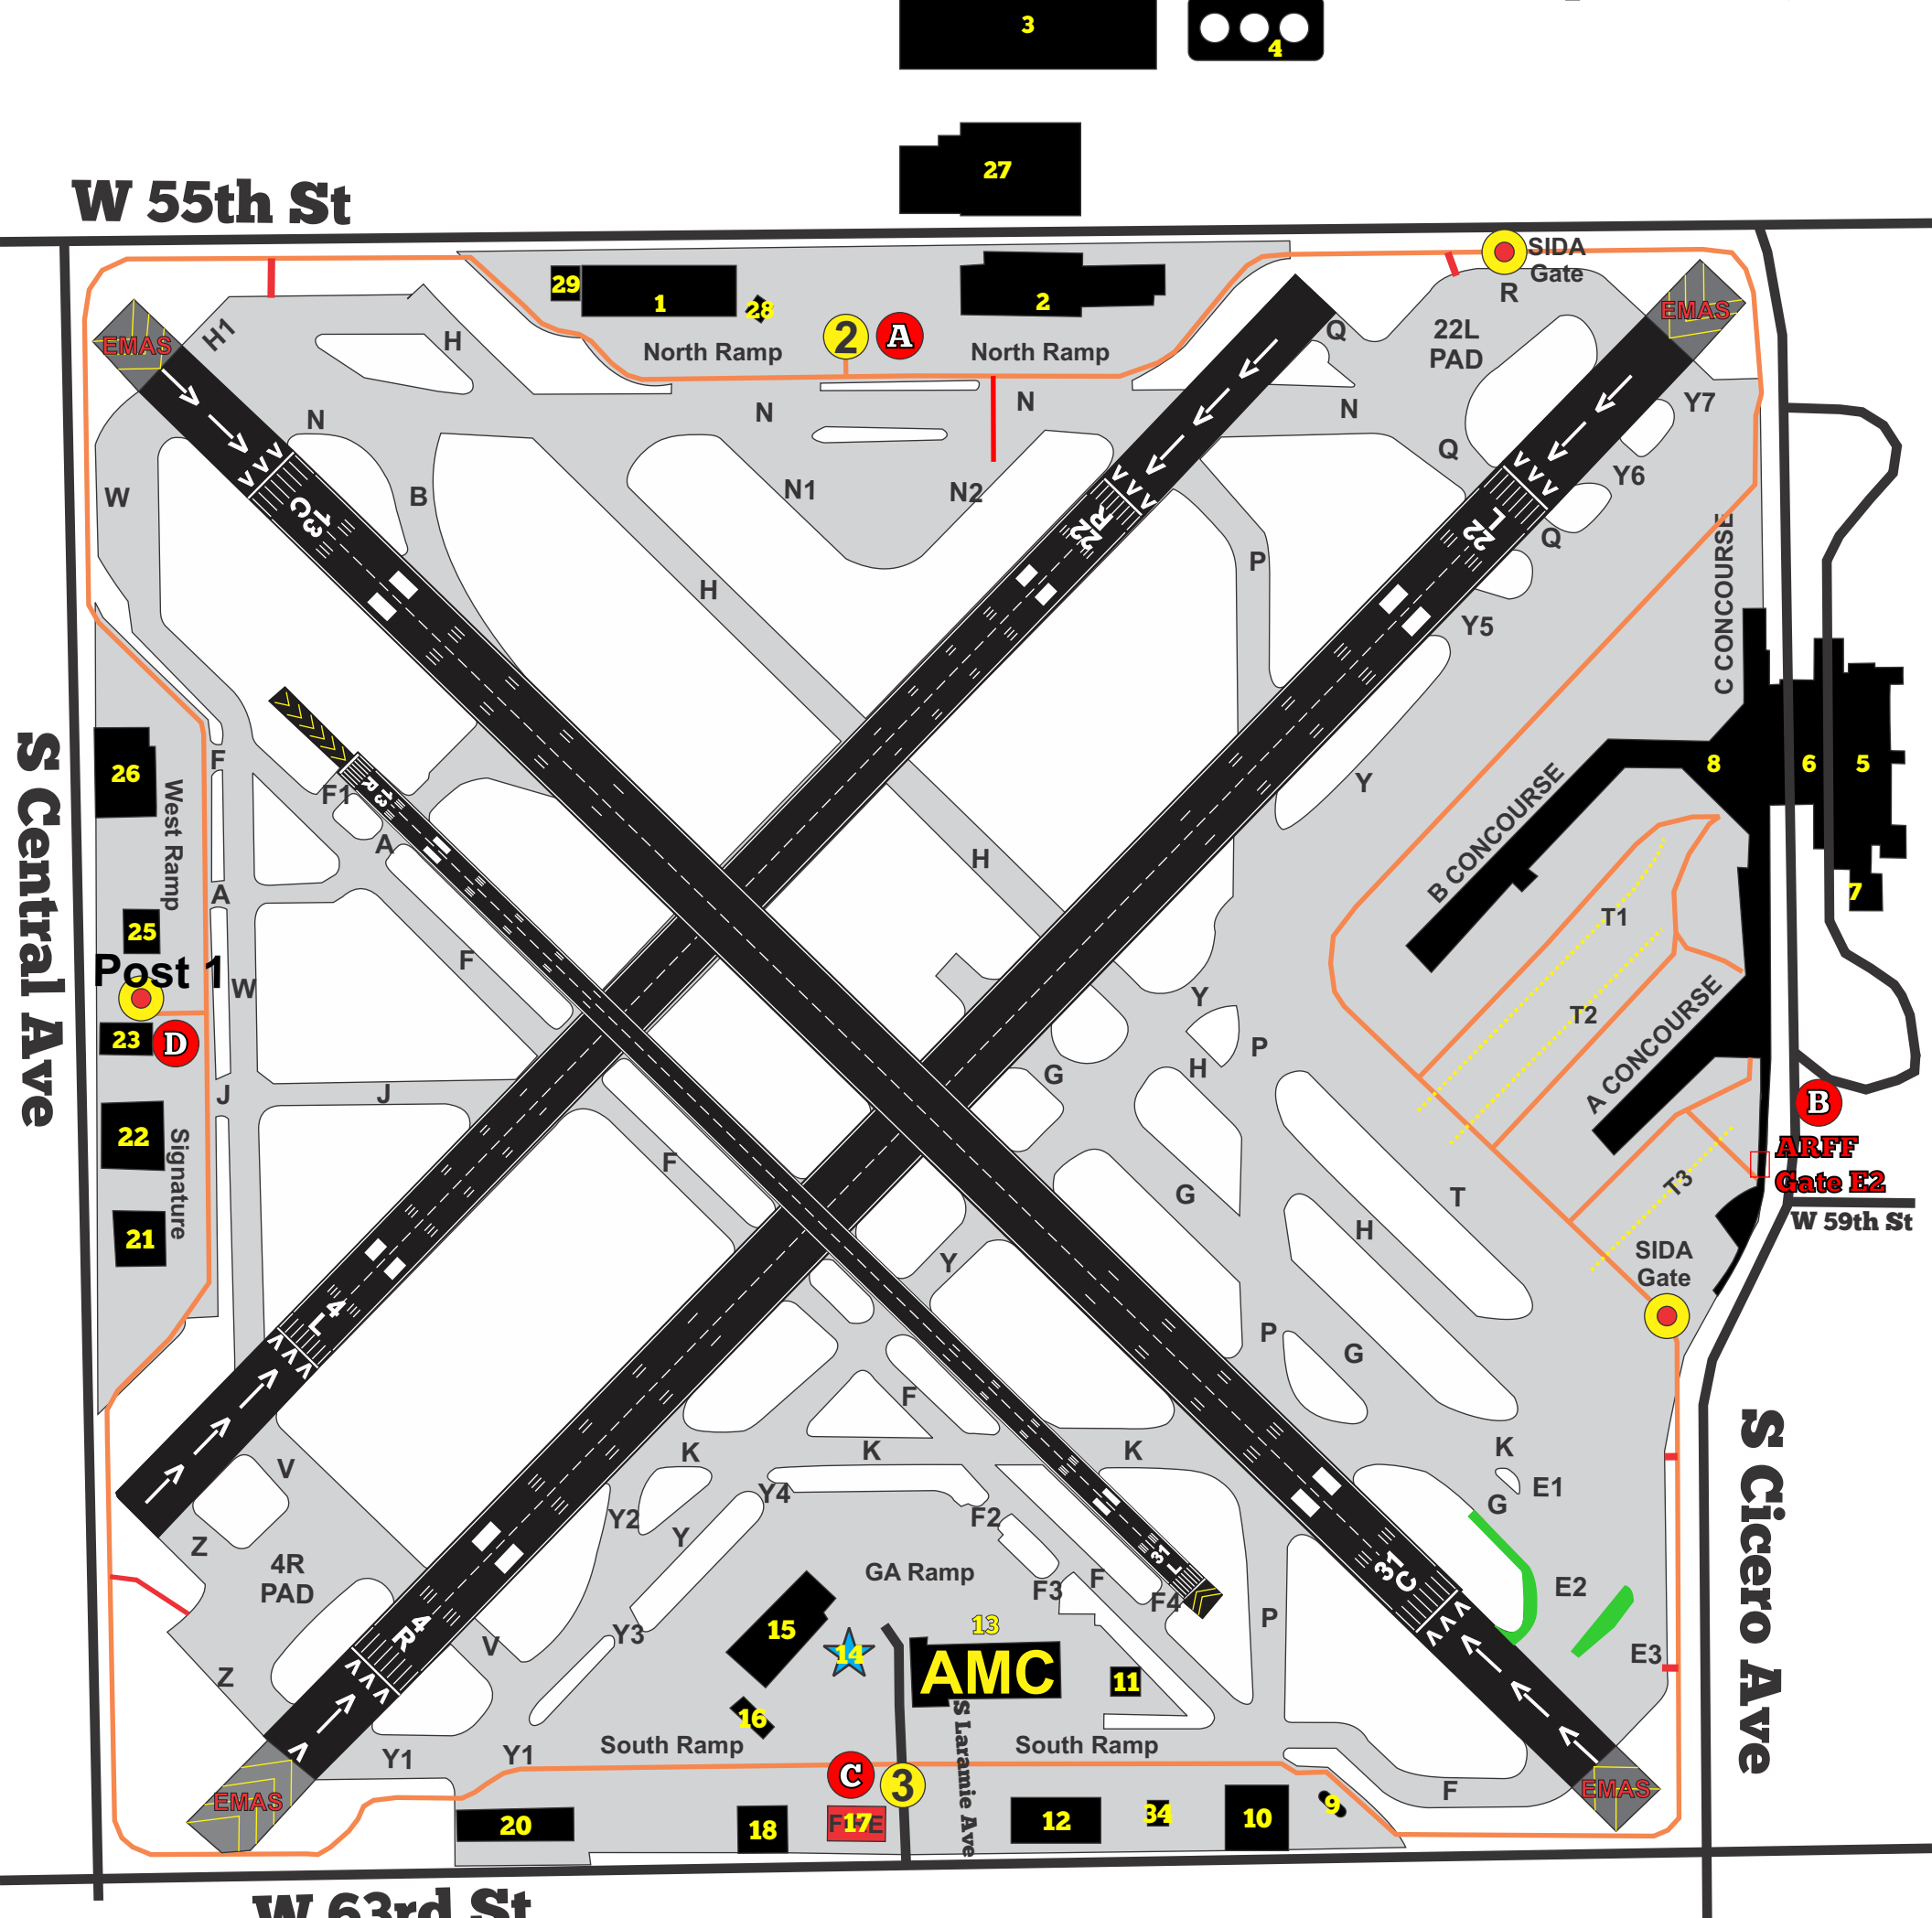 3
4
27
W 55th St
SIDA
Gate
R
29
1
28
2
2
A
EMAS
H1
H
North Ramp
North Ramp
Q
22L
PAD
EMAS
Y7
N
N
N
N
W
B
N1
N2
Q
Y6
13C
22R
22L
Q
C CONCOURSE
H
P
Y5
26
F
West Ramp
F1
13R
A
Y
8
6
5
B CONCOURSE
H
A
7
25
T1
Post 1
F
W
S Central Ave
Y
T2
23
D
P
A CONCOURSE
J
J
G
H
B
22
Signature
F
ARFF
Gate E2
G
T
T3
W 59th St
21
H
Y
SIDA
Gate
4L
P
G
F
K
K
K
K
V
E1
Y2
Y4
G
F2
Z
Y
4R
PAD
GA Ramp
31L
31C
E2
F3
F
F4
P
S Cicero Ave
4R
V
Y3
15
14
13
AMC
11
E3
Z
16
South Ramp
S Laramie Ave
South Ramp
Y1
Y1
C
3
EMAS
EMAS
F
20
18
17
12
34
10
9
W 63rd St